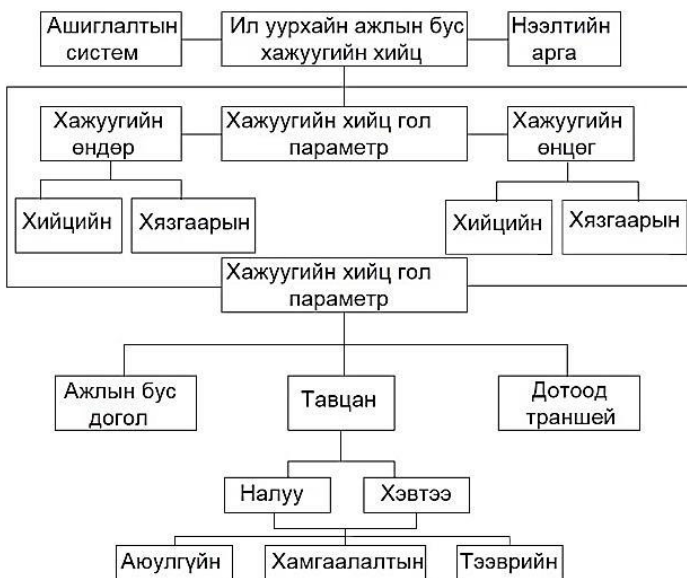 Ашиглалтын
систем
Ил уурхайн ажлын бус
хажуугийн хийц
Нээлтийн
арга
Хажуугийн
өндөр
Хажуугийн хийц гол
параметр
Хажуугийн
өнцөг
Хийцийн
Хязгаарын
Хийцийн
Хязгаарын
Хажуугийн хийц гол
параметр
Ажлын бус
догол
Тавцан
Дотоод
траншей
Налуу
Хэвтээ
Аюулгүйн
Хамгаалалтын
Тээврийн